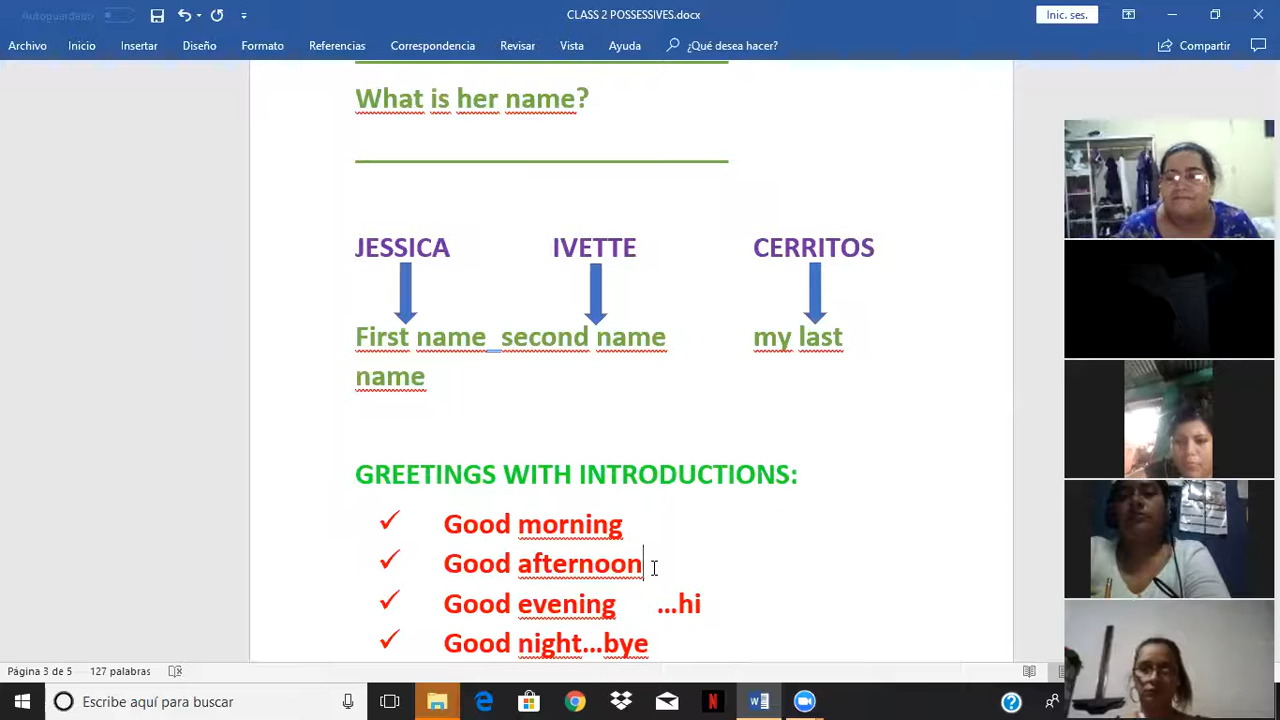 Autoguardado
CLASS 2 POSSESSIVES.docx
Inic. ses.
Archivo Inicio Insertar Diseño Formato Referencias Correspondencia Revisar Vista Ayuda ¿Qué desea hacer? Compartir
What is her name?
JESSICA IVETTE CERRITOS
First name second name my last
name
GREETINGS WITH INTRODUCTIONS:
✓ Good morning
✓ Good afternoon
✓ Good evening ...hi
✓ Good night...bye
Página 3 de 5 127 palabras
Escribe aquí para buscar